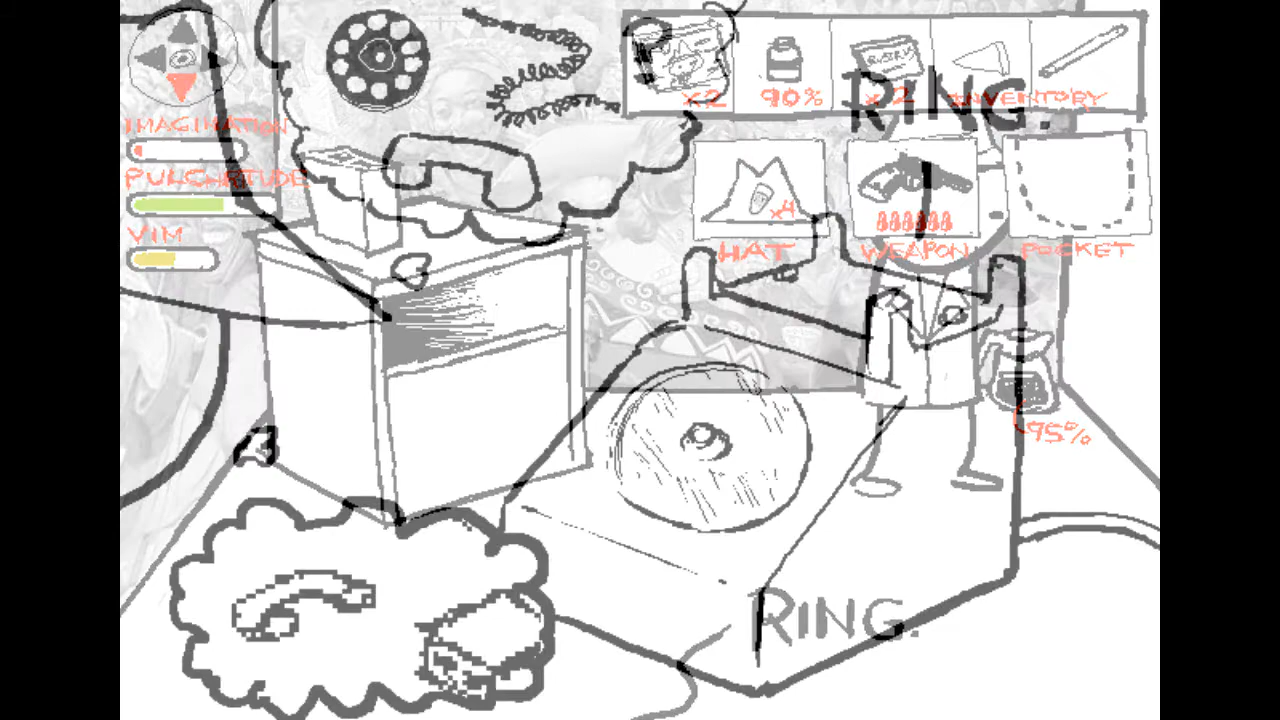 RING.
x2
90%
x2
INVENTORY
IMAGINATION
PULCHRITUDE
VIM
x4
HAT
WEAPON
POCKET
95%
RING.